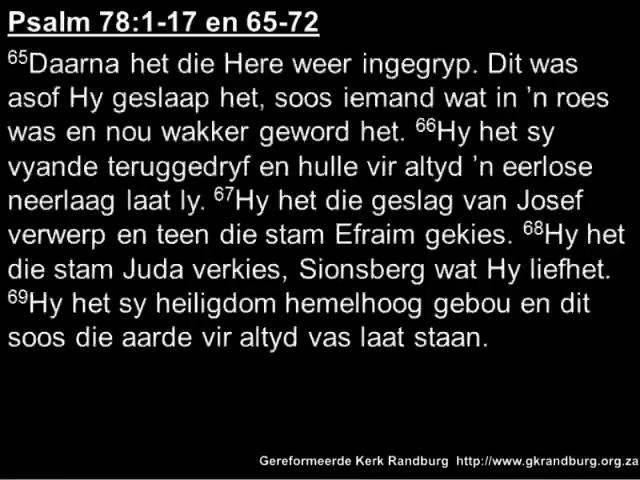 Psalm 78:1-17 en 65-72
⁶⁵Daarna het die Here weer ingegryp. Dit was
asof Hy geslaap het, soos iemand wat in ’n roes
was en nou wakker geword het. ⁶⁶Hy het sy
vyande teruggedryf en hulle vir altyd ’n eerlose
neerlaag laat ly. ⁶⁷Hy het die geslag van Josef
verwerp en teen die stam Efraim gekies. ⁶⁸Hy het
die stam Juda verkies, Sionsberg wat Hy liefhet.
⁶⁹Hy het sy heiligdom hemelhoog gebou en dit
soos die aarde vir altyd vas laat staan.
Gereformeerde Kerk Randburg http://www.gkrandburg.org.za